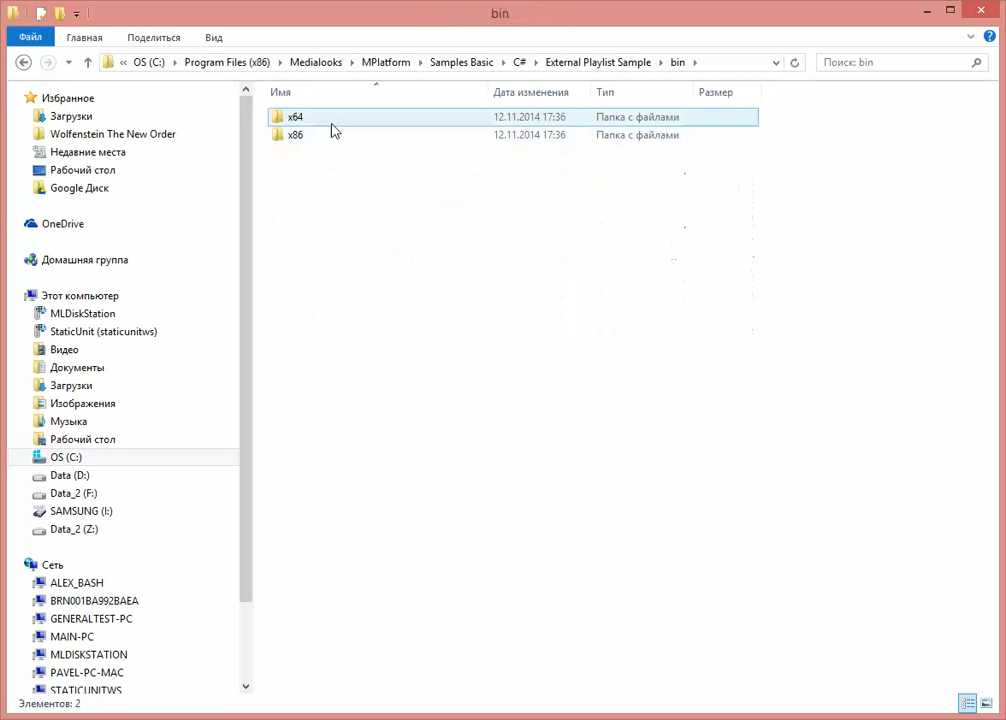 bin
Файл Главная Поделиться Вид
« OS (C:) Program Files (x86) Medialooks MPlatform Samples Basic C# External Playlist Sample bin Поиск: bin
Имя Дата изменения Тип Размер
x64 12.11.2014 17:36 Папка с файлами
x86 12.11.2014 17:36 Папка с файлами
Избранное
Загрузки
Wolfenstein The New Order
Недавние места
Рабочий стол
Google Диск
OneDrive
Домашняя группа
Этот компьютер
MLDiskStation
StaticUnit (staticunitws)
Видео
Документы
Загрузки
Изображения
Музыка
Рабочий стол
OS (C:)
Data (D:)
Data_2 (F:)
SAMSUNG (I:)
Data_2 (Z:)
Сеть
ALEX_BASH
BRN001BA992BAEA
GENERALTEST-PC
MAIN-PC
MLDISKSTATION
PAVEL-PC-MAC
STATICUNITWS
Элементов: 2